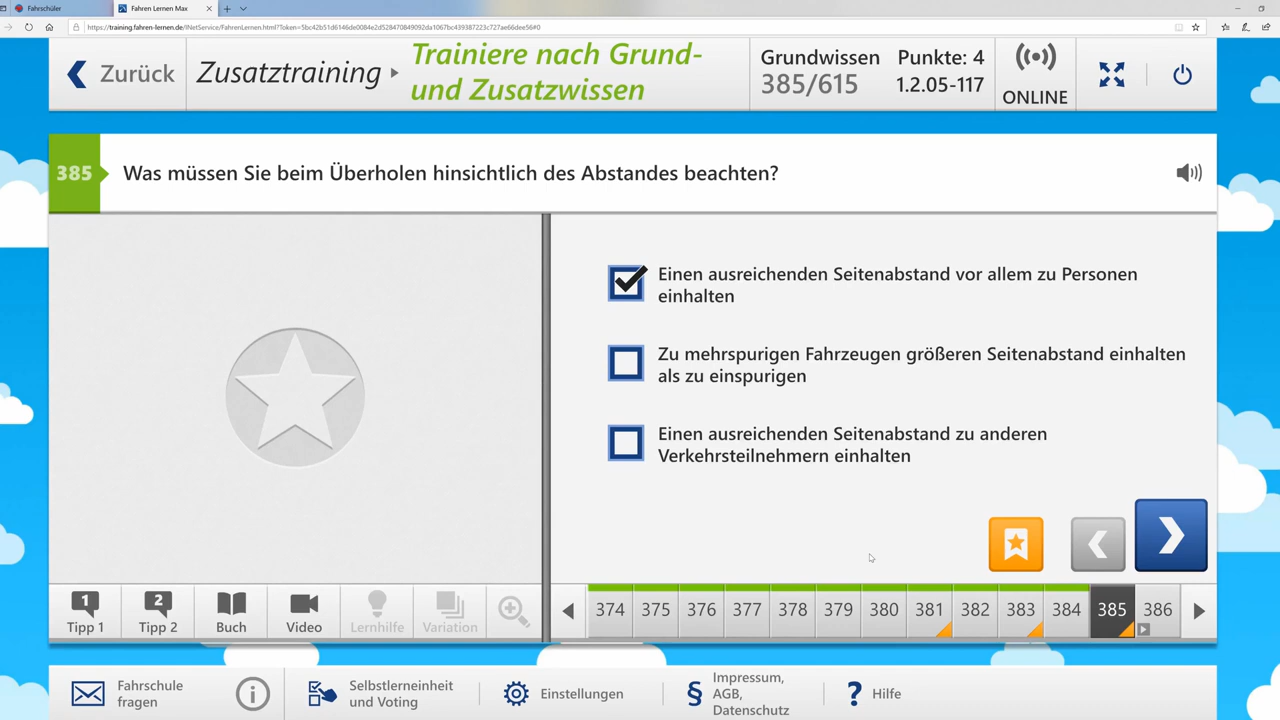 Fahrschüler
Fahren Lernen Max
Zurück
Zusatztraining
Trainiere nach Grund-
und Zusatzwissen
Grundwissen
385/615
Punkte: 4
1.2.05-117
ONLINE
385
Was müssen Sie beim Überholen hinsichtlich des Abstandes beachten?
Einen ausreichenden Seitenabstand vor allem zu Personen
einhalten
Zu mehrspurigen Fahrzeugen größeren Seitenabstand einhalten
als zu einspurigen
Einen ausreichenden Seitenabstand zu anderen
Verkehrsteilnehmern einhalten
1
Tipp 1
2
Tipp 2
Buch
Video
Lernhilfe
Variation
374 375 376 377 378 379 380 381 382 383 384 385 386
Fahrschule
fragen
Selbstlerneinheit
und Voting
Einstellungen
§
Impressum,
AGB,
Datenschutz
?
Hilfe